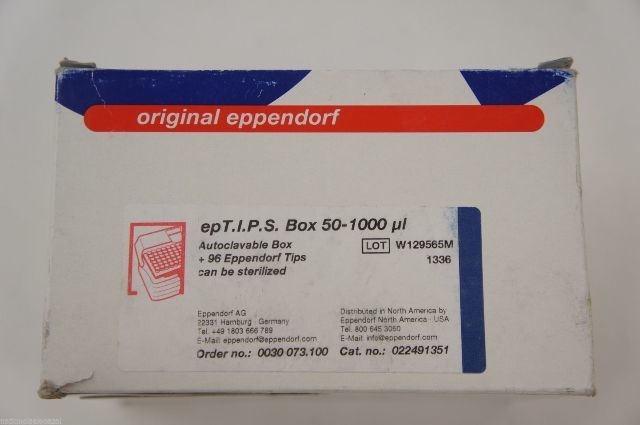 original eppendorf
epT.I.P.S. Box 50-1000 µl
Autoclavable Box
+ 96 Eppendorf Tips
can be sterilized
LOT W129565M
1336
Eppendorf AG
22331 Hamburg · Germany
Tel. +49 1803 666 789
E-Mail: eppendorf@eppendorf.com
Order no.: 0030 073.100
Distributed in North America by
Eppendorf North America · USA
Tel. 800 645 3050
E-Mail: info@eppendorf.com
Cat. no.: 022491351